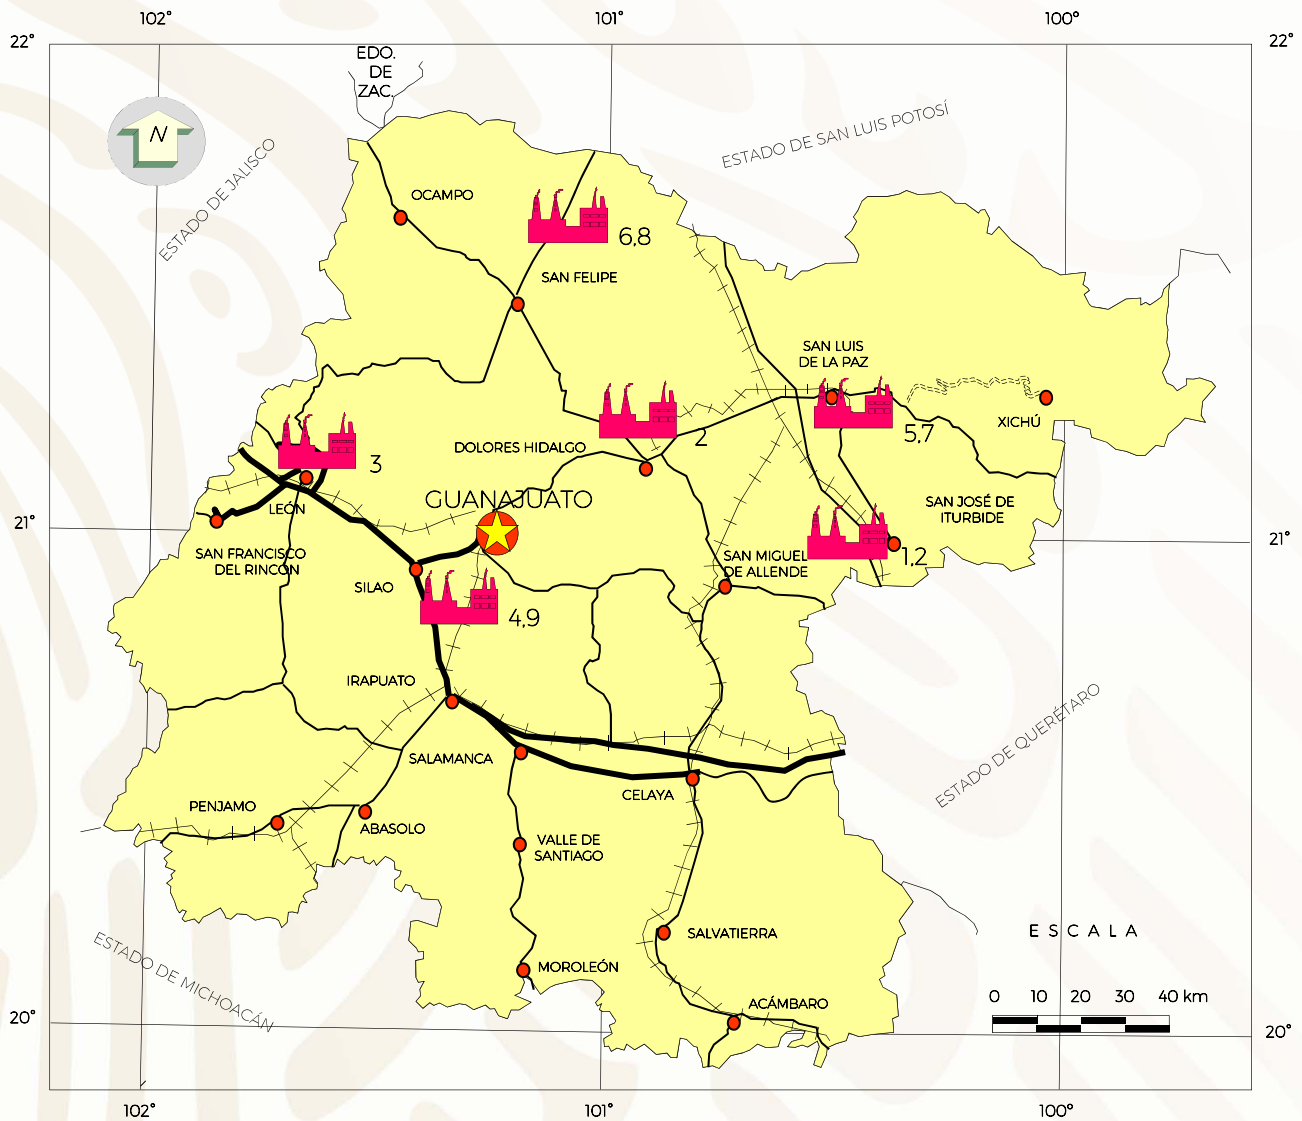 102°
101°
100°
22°
22°
EDO.
DE
ZAC.
N
ESTADO DE JALISCO
ESTADO DE SAN LUIS POTOSÍ
OCAMPO
6,8
SAN FELIPE
SAN LUIS
DE LA PAZ
XICHÚ
5,7
2
DOLORES HIDALGO
3
LEÓN
GUANAJUATO
SAN JOSÉ DE
ITURBIDE
21°
21°
SAN FRANCISCO
DEL RINCÓN
SAN MIGUEL
DE ALLENDE
1,2
SILAO
4,9
IRAPUATO
ESTADO DE QUERÉTARO
SALAMANCA
CELAYA
PENJAMO
ABASOLO
VALLE DE
SANTIAGO
SALVATIERRA
ESCALA
ESTADO DE MICHOACÁN
MOROLEÓN
ACÁMBARO
0 10 20 30 40 km
20°
20°
102°
101°
100°